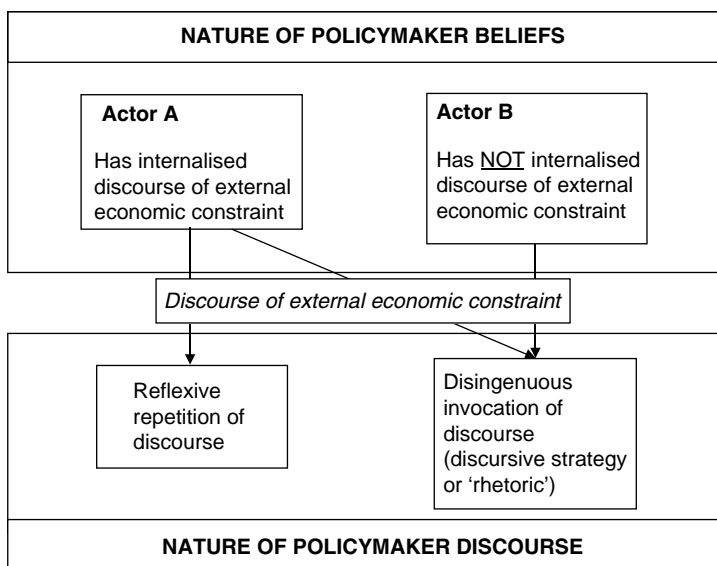 NATURE OF POLICYMAKER BELIEFS
Actor A
Has internalised
discourse of external
economic constraint
Actor B
Has NOT internalised
discourse of external
economic constraint
Discourse of external economic constraint
Reflexive
repetition of
discourse
Disingenuous
invocation of
discourse
(discursive strategy
or ‘rhetoric’)
NATURE OF POLICYMAKER DISCOURSE